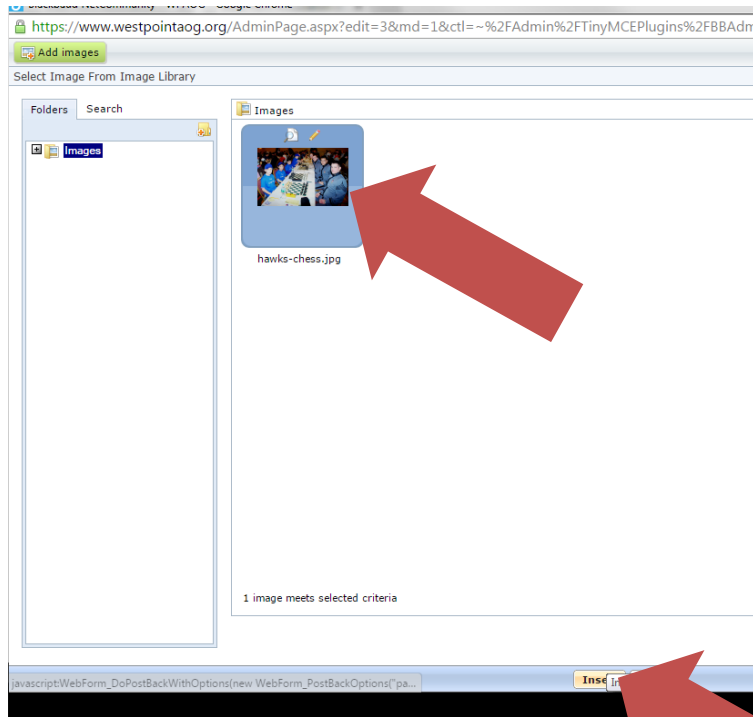 https://www.westpointaog.org/AdminPage.aspx?edit=3&md=1&ctl=~%2FAdmin%2FTinyMCEPlugins%2FBBAdm
Add images
Select Image From Image Library
Folders Search
Images
Images
hawks-chess.jpg
1 image meets selected criteria
javascript:WebForm_DoPostBackWithOptions(new WebForm_PostBackOptions("pa...